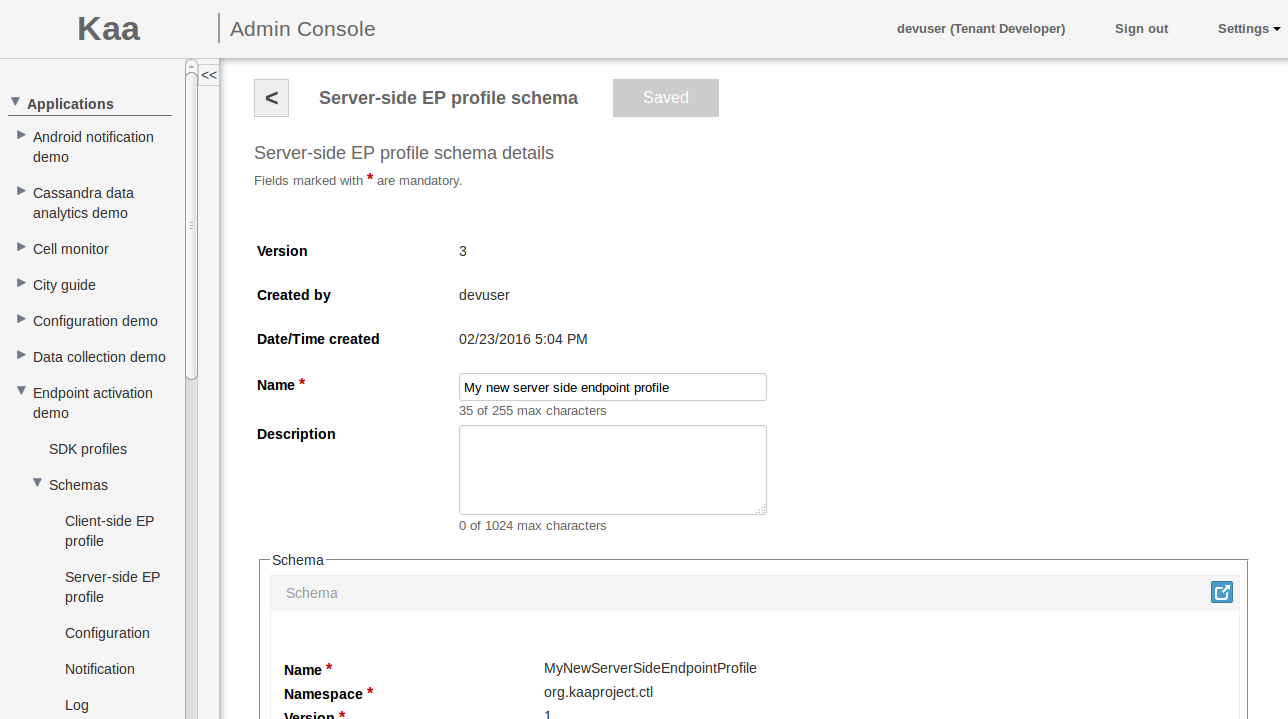 Kaa
Admin Console
devuser (Tenant Developer)
Sign out
Settings
<<
Applications
Android notification
demo
Cassandra data
analytics demo
Cell monitor
City guide
Configuration demo
Data collection demo
Endpoint activation
demo
SDK profiles
Schemas
Client-side EP
profile
Server-side EP
profile
Configuration
Notification
Log
<
Server-side EP profile schema
Saved
Server-side EP profile schema details
Fields marked with * are mandatory.
Version 3
Created by devuser
Date/Time created 02/23/2016 5:04 PM
Name * My new server side endpoint profile
35 of 255 max characters
Description
0 of 1024 max characters
Schema
Schema
Name * MyNewServerSideEndpointProfile
Namespace * org.kaaproject.ctl
Version * 1